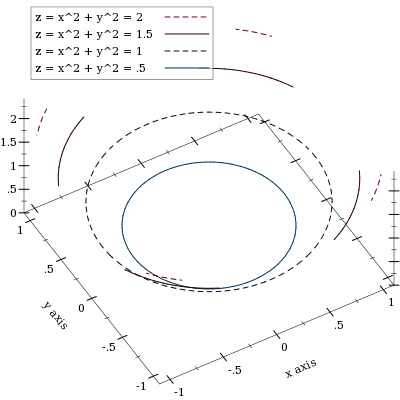 z = x^2 + y^2 = 2
z = x^2 + y^2 = 1.5
z = x^2 + y^2 = 1
z = x^2 + y^2 = .5
2
1.5
1
.5
0
1
.5
0
-.5
-1
y axis
-1
-.5
0
.5
1
x axis